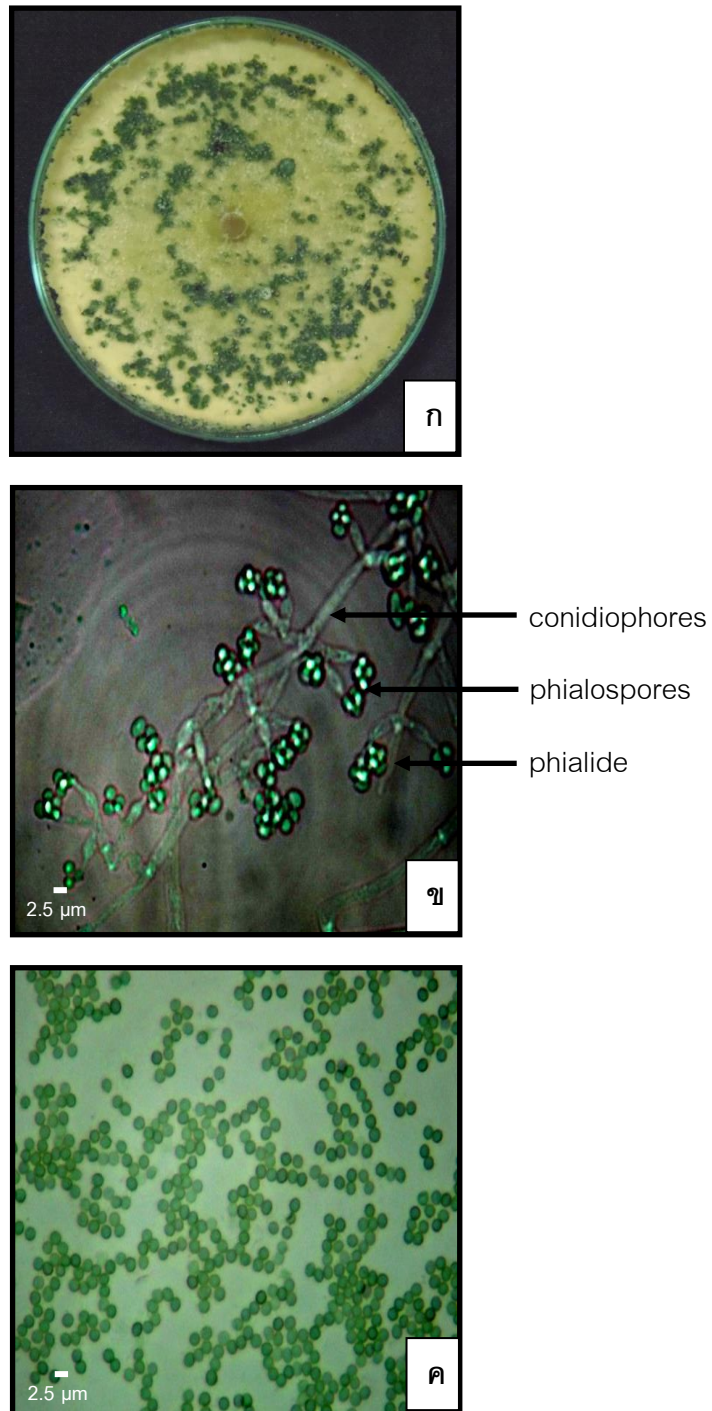 ก
conidiophores
phialospores
phialide
2.5 µm
ข
2.5 µm
ค